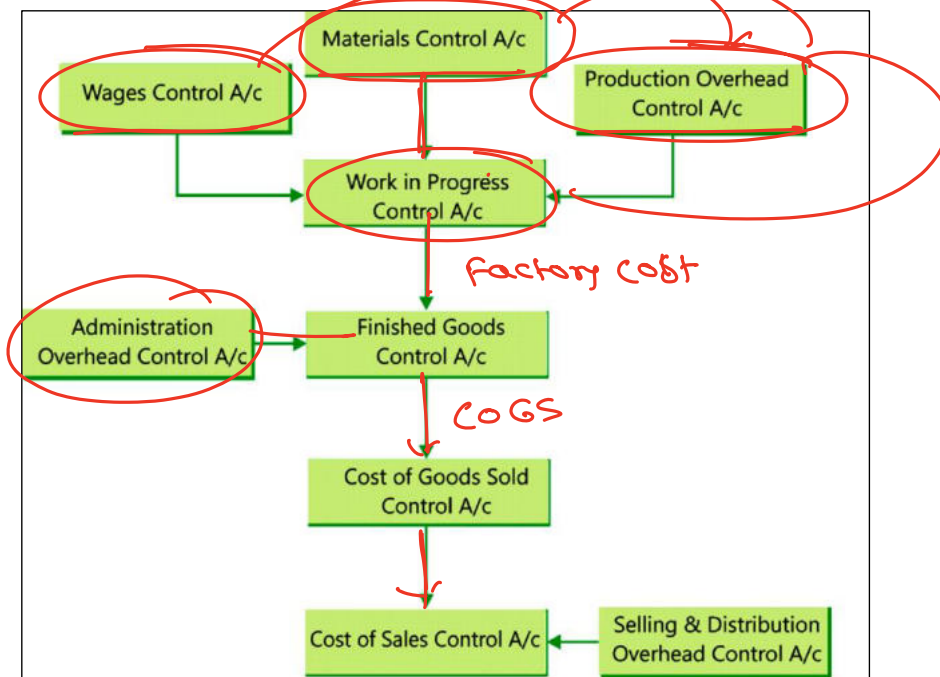 Materials Control A/c
Wages Control A/c
Production Overhead
Control A/c
Work in Progress
Control A/c
Factory cost
Administration
Overhead Control A/c
Finished Goods
Control A/c
COGS
Cost of Goods Sold
Control A/c
Cost of Sales Control A/c
Selling & Distribution
Overhead Control A/c